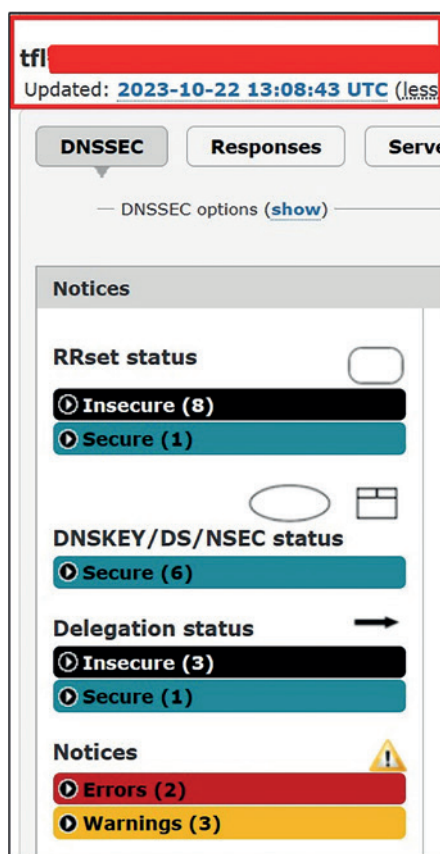 tfl
Updated: 2023-10-22 13:08:43 UTC (less
DNSSEC Responses Serve
DNSSEC options (show)
Notices
RRset status
Insecure (8)
Secure (1)
DNSKEY/DS/NSEC status
Secure (6)
Delegation status
Insecure (3)
Secure (1)
Notices
Errors (2)
Warnings (3)